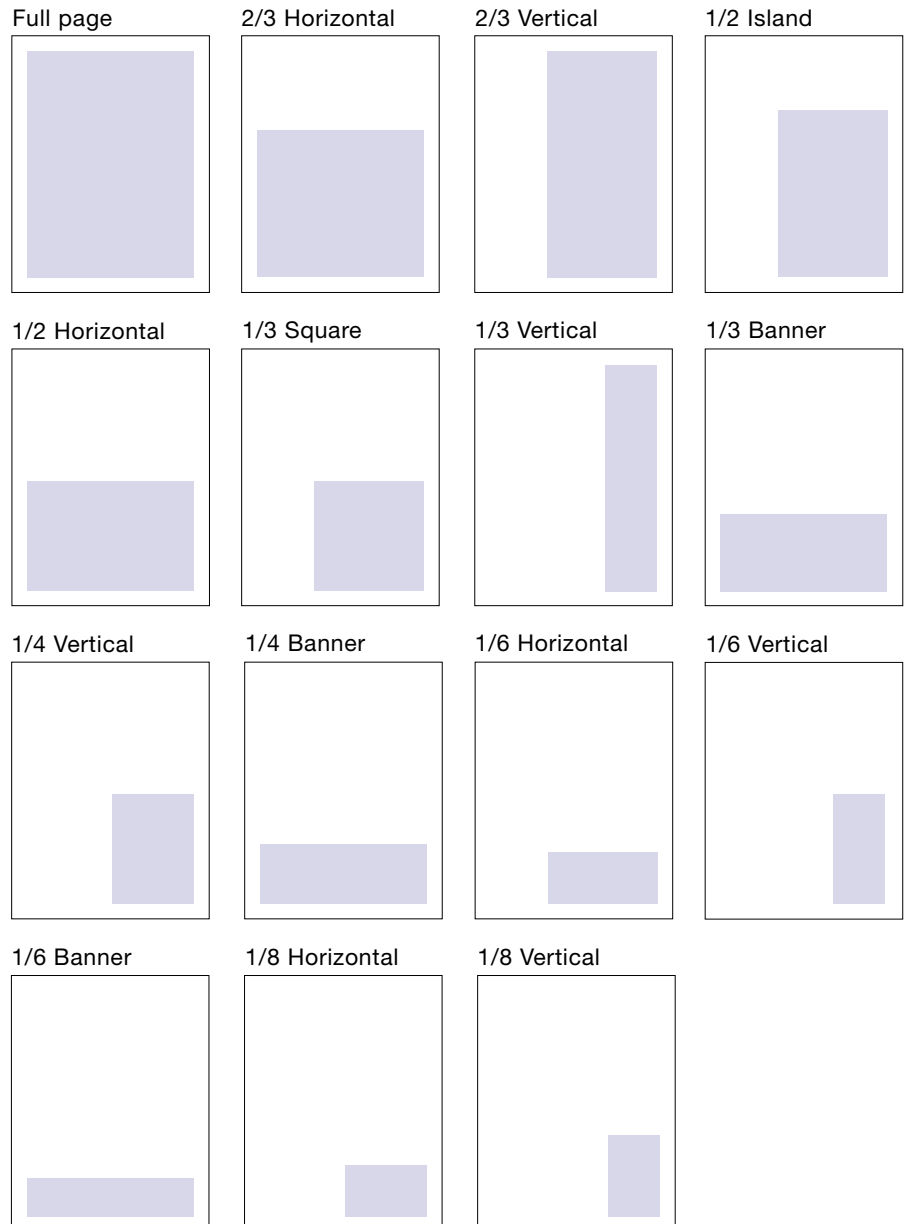 Full page
2/3 Horizontal
2/3 Vertical
1/2 Island
1/2 Horizontal
1/3 Square
1/3 Vertical
1/3 Banner
1/4 Vertical
1/4 Banner
1/6 Horizontal
1/6 Vertical
1/6 Banner
1/8 Horizontal
1/8 Vertical